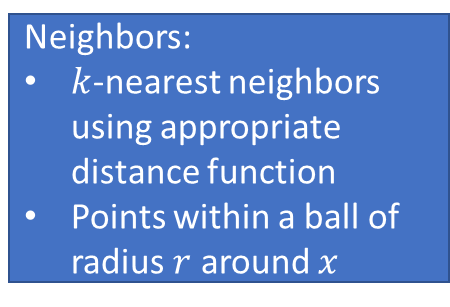 Neighbors:
• k-nearest neighbors
using appropriate
distance function
• Points within a ball of
radius r around x